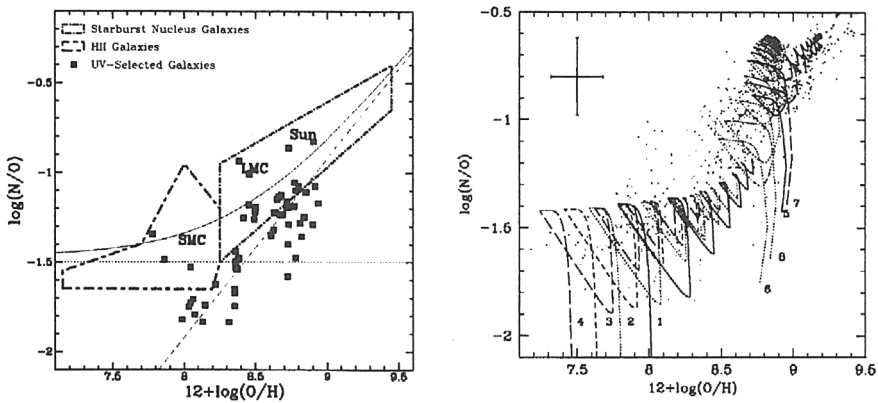 Starburst Nucleus Galaxies
HII Galaxies
UV-Selected Galaxies
Sun
LMC
SMC
log(N/O)
-0.5
-1
-1.5
-2
7.5
8
8.5
9
9.5
12+log(O/H)
log(N/O)
-0.5
-1
-1.5
-2
4
3
2
1
5
7
8
6
7.5
8
8.5
9
9.5
12+log(O/H)